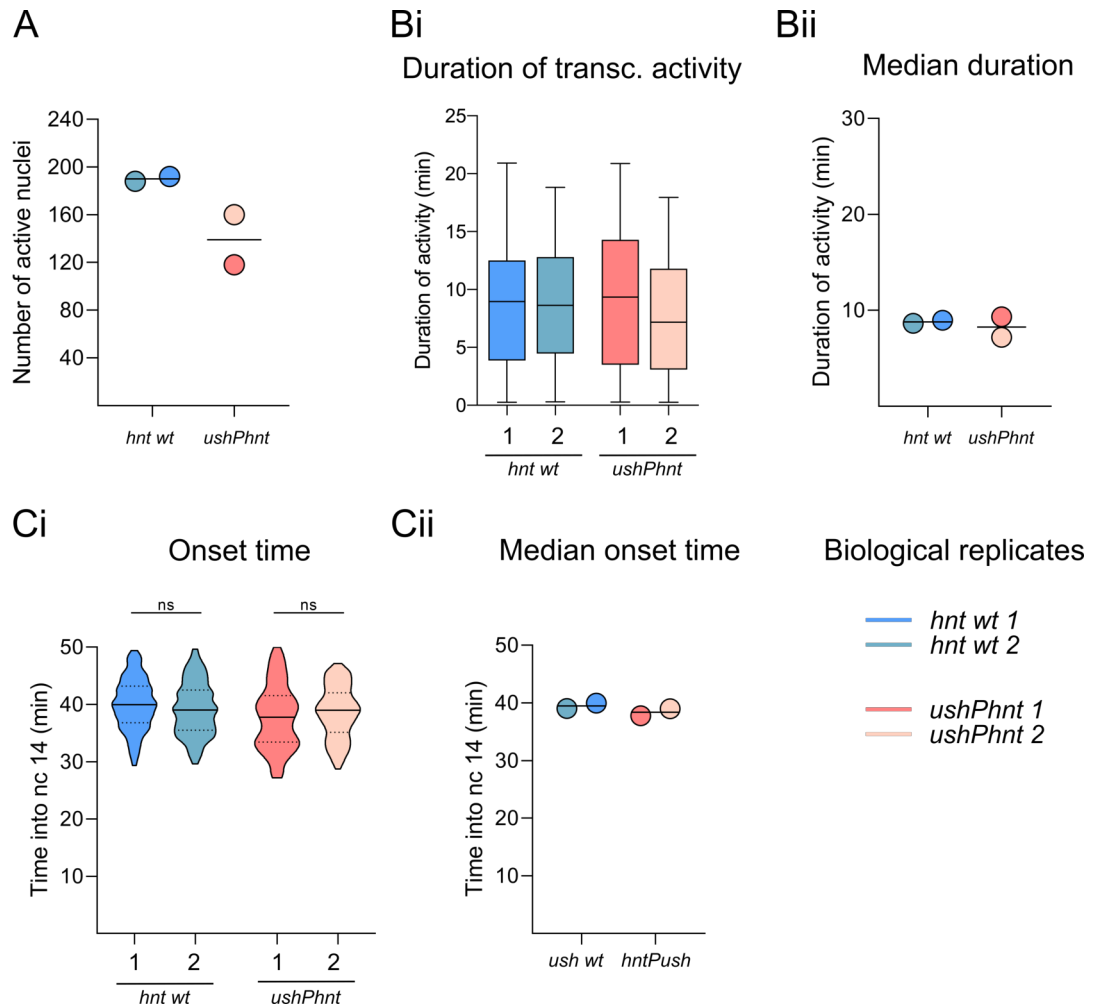 A
Number of active nuclei
240
200
160
120
80
40
hnt wt
ushPhnt
Bi
Duration of transc. activity
Duration of activity (min)
25
20
15
10
5
0
1
2
1
2
hnt wt
ushPhnt
Bii
Median duration
Duration of activity (min)
30
20
10
hnt wt
ushPhnt
Ci
Onset time
ns
ns
Time into nc 14 (min)
50
40
30
20
10
1
2
1
2
hnt wt
ushPhnt
Cii
Median onset time
Time into nc 14 (min)
50
40
30
20
10
ush wt
hntPush
Biological replicates
hnt wt 1
hnt wt 2
ushPhnt 1
ushPhnt 2